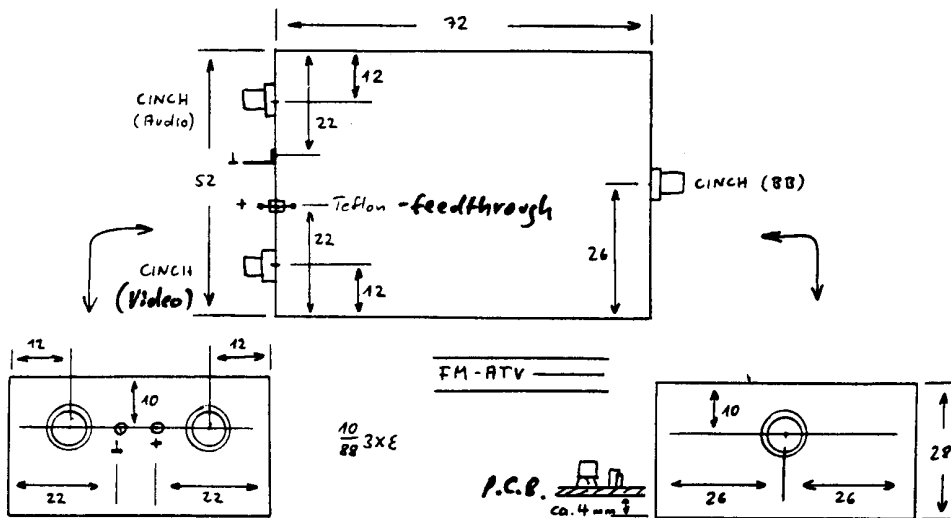 72
12
CINCH
(Audio)
22
⊥
52
CINCH (BB)
+
Teflon - feedthrough
22
26
CINCH
(Video)
12
12
12
FM-ATV
10
10
28
⊥ +
10
88
22
22
P.C.B.
ca. 4 mm
26
26